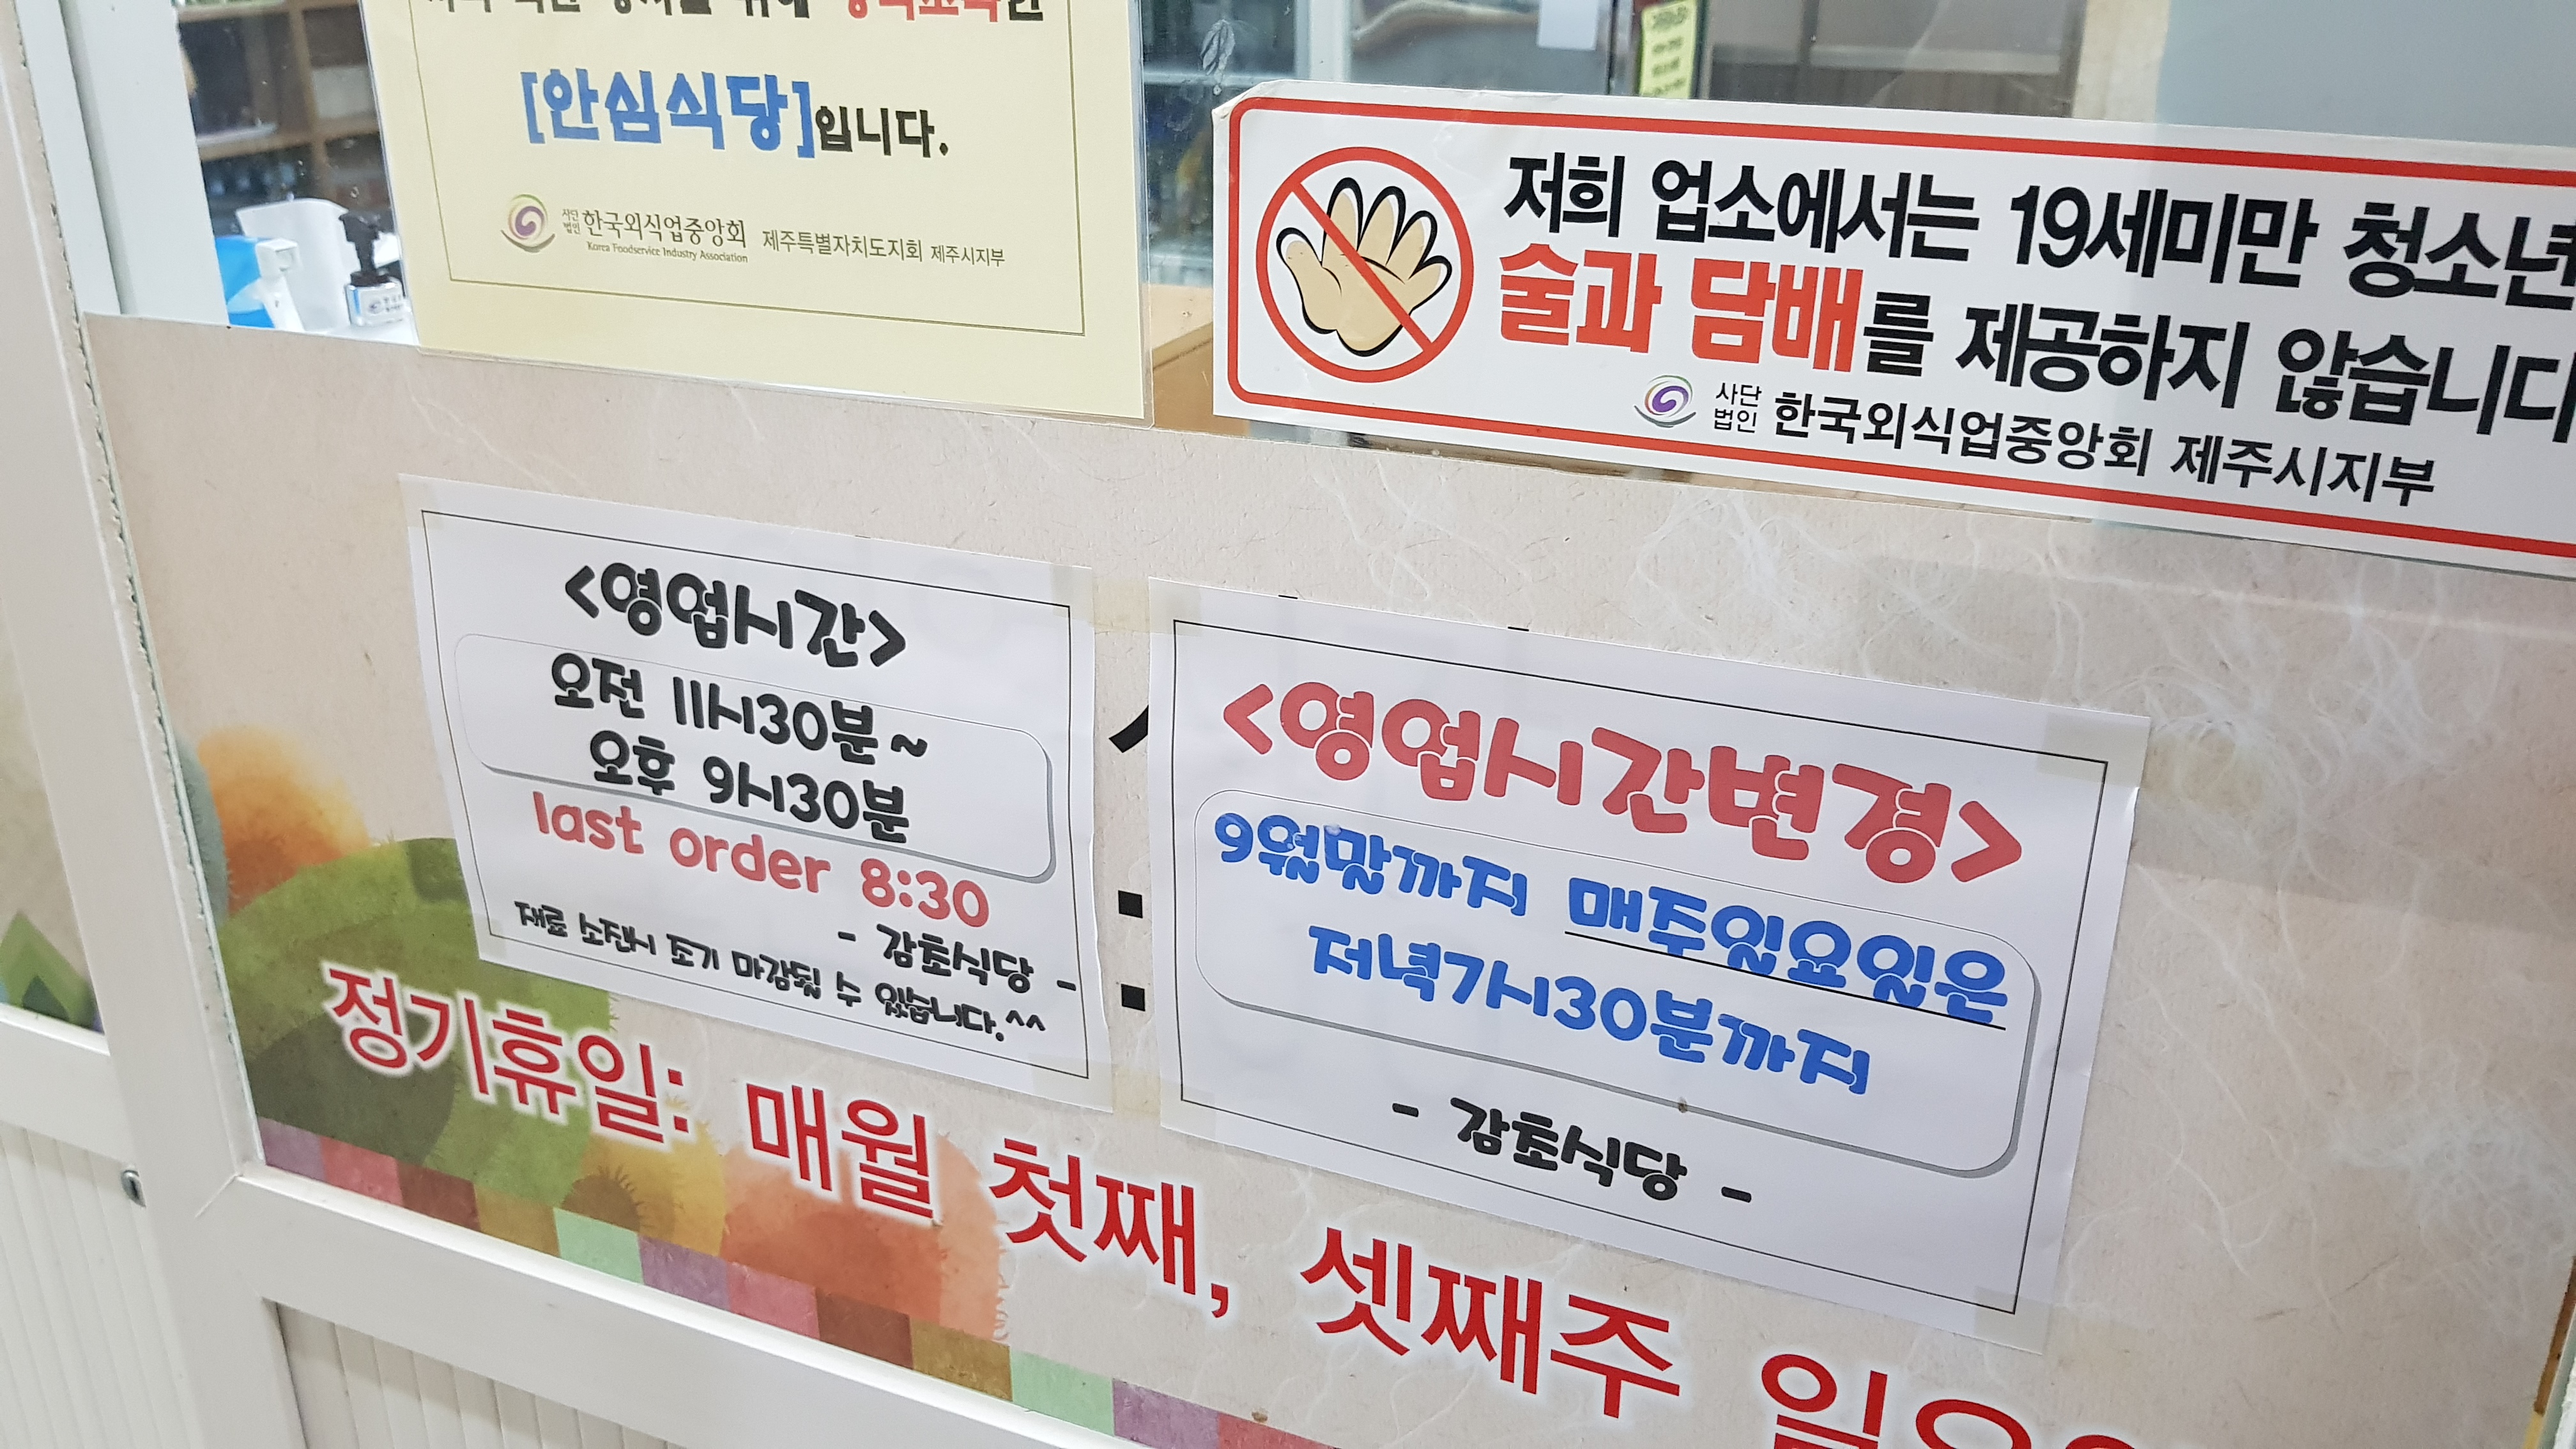 [안심식당]입니다.
사단법인 한국외식업중앙회 제주특별자치도지회 제주시지부
Korea Foodservice Industry Association
저희 업소에서는 19세미만 청소년
술과 담배를 제공하지 않습니다
사단법인 한국외식업중앙회 제주시지부
<영업시간>
오전 11시30분~
오후 9시30분
last order 8:30
- 감초식당 -
재료 소진시 조기 마감될 수 있습니다.^^
<영업시간변경>
9월말까지 매주일요일은
저녁7시30분까지
- 감초식당 -
정기휴일: 매월 첫째, 셋째주 일요